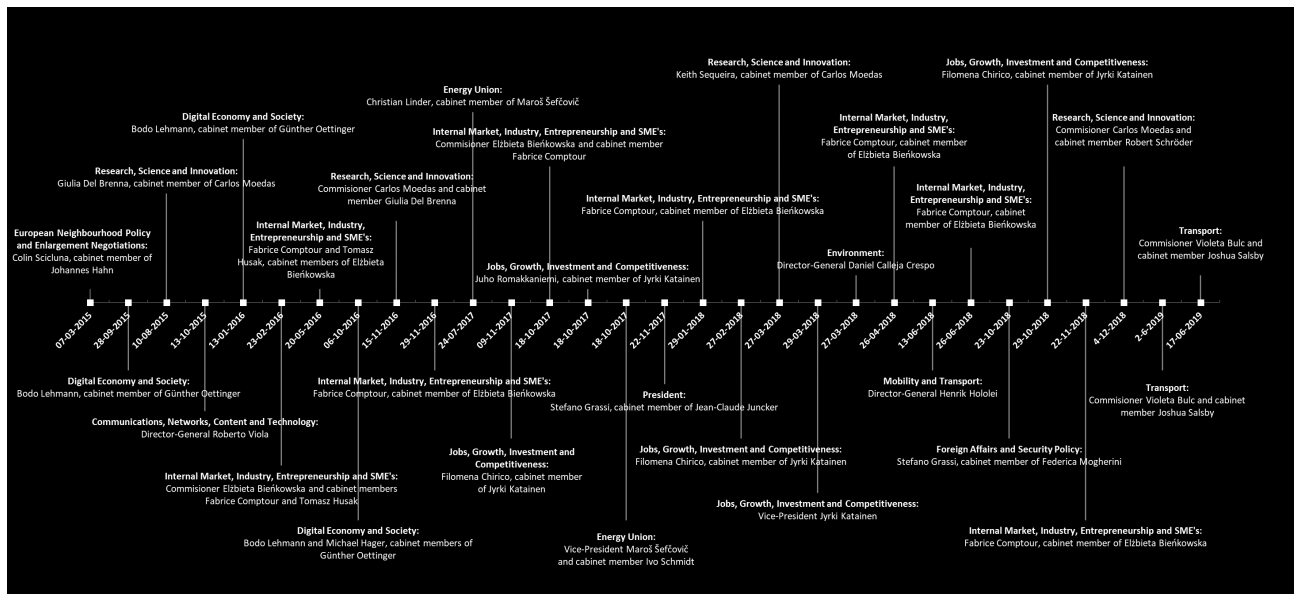 Research, Science and Innovation:
Keith Sequeira, cabinet member of Carlos Moedas
Jobs, Growth, Investment and Competitiveness:
Filomena Chirico, cabinet member of Jyrki Katainen
Energy Union:
Christian Linder, cabinet member of Maroš Šefčovič
Digital Economy and Society:
Bodo Lehmann, cabinet member of Günther Oettinger
Internal Market, Industry, Entrepreneurship and SME's:
Commisioner Elżbieta Bieńkowska and cabinet member
Fabrice Comptour
Internal Market, Industry,
Entrepreneurship and SME's:
Fabrice Comptour, cabinet member
of Elżbieta Bieńkowska
Research, Science and Innovation:
Commisioner Carlos Moedas and
cabinet member Robert Schröder
Research, Science and Innovation:
Giulia Del Brenna, cabinet member of Carlos Moedas
Research, Science and Innovation:
Commisioner Carlos Moedas and cabinet
member Giulia Del Brenna
Internal Market, Industry, Entrepreneurship and SME's:
Fabrice Comptour, cabinet member of Elżbieta Bieńkowska
Internal Market, Industry,
Entrepreneurship and SME's:
Fabrice Comptour, cabinet
member of Elżbieta Bieńkowska
European Neighbourhood Policy
and Enlargement Negotiations:
Colin Scicluna, cabinet member of
Johannes Hahn
Internal Market, Industry,
Entrepreneurship and SME's:
Fabrice Comptour and Tomasz
Husak, cabinet members of Elżbieta
Bieńkowska
Jobs, Growth, Investment and Competitiveness:
Juho Romakkaniemi, cabinet member of Jyrki Katainen
Environment:
Director-General Daniel Calleja Crespo
Transport:
Commisioner Violeta Bulc and
cabinet member Joshua Salsby
07-03-2015
28-09-2015
10-08-2015
13-10-2015
13-01-2016
23-02-2016
20-05-2016
06-10-2016
15-11-2016
29-11-2016
24-07-2017
09-11-2017
18-10-2017
18-10-2017
18-10-2017
22-11-2017
29-01-2018
27-02-2018
27-03-2018
29-03-2018
27-03-2018
26-04-2018
13-06-2018
26-06-2018
23-10-2018
29-10-2018
22-11-2018
4-12-2018
2-6-2019
17-06-2019
Digital Economy and Society:
Bodo Lehmann, cabinet member of Günther Oettinger
Internal Market, Industry, Entrepreneurship and SME's:
Fabrice Comptour, cabinet member of Elżbieta Bieńkowska
President:
Stefano Grassi, cabinet member of Jean-Claude Juncker
Mobility and Transport:
Director-General Henrik Hololei
Transport:
Commisioner Violeta Bulc and cabinet
member Joshua Salsby
Communications, Networks, Content and Technology:
Director-General Roberto Viola
Jobs, Growth, Investment and
Competitiveness:
Filomena Chirico, cabinet member
of Jyrki Katainen
Jobs, Growth, Investment and Competitiveness:
Filomena Chirico, cabinet member of Jyrki Katainen
Foreign Affairs and Security Policy:
Stefano Grassi, cabinet member of Federica Mogherini
Internal Market, Industry, Entrepreneurship and SME's:
Commisioner Elżbieta Bieńkowska and cabinet members
Fabrice Comptour and Tomasz Husak
Jobs, Growth, Investment and Competitiveness:
Vice-President Jyrki Katainen
Digital Economy and Society:
Bodo Lehmann and Michael Hager, cabinet members of
Günther Oettinger
Energy Union:
Vice-President Maroš Šefčovič
and cabinet member Ivo Schmidt
Internal Market, Industry, Entrepreneurship and SME's:
Fabrice Comptour, cabinet member of Elżbieta Bieńkowska